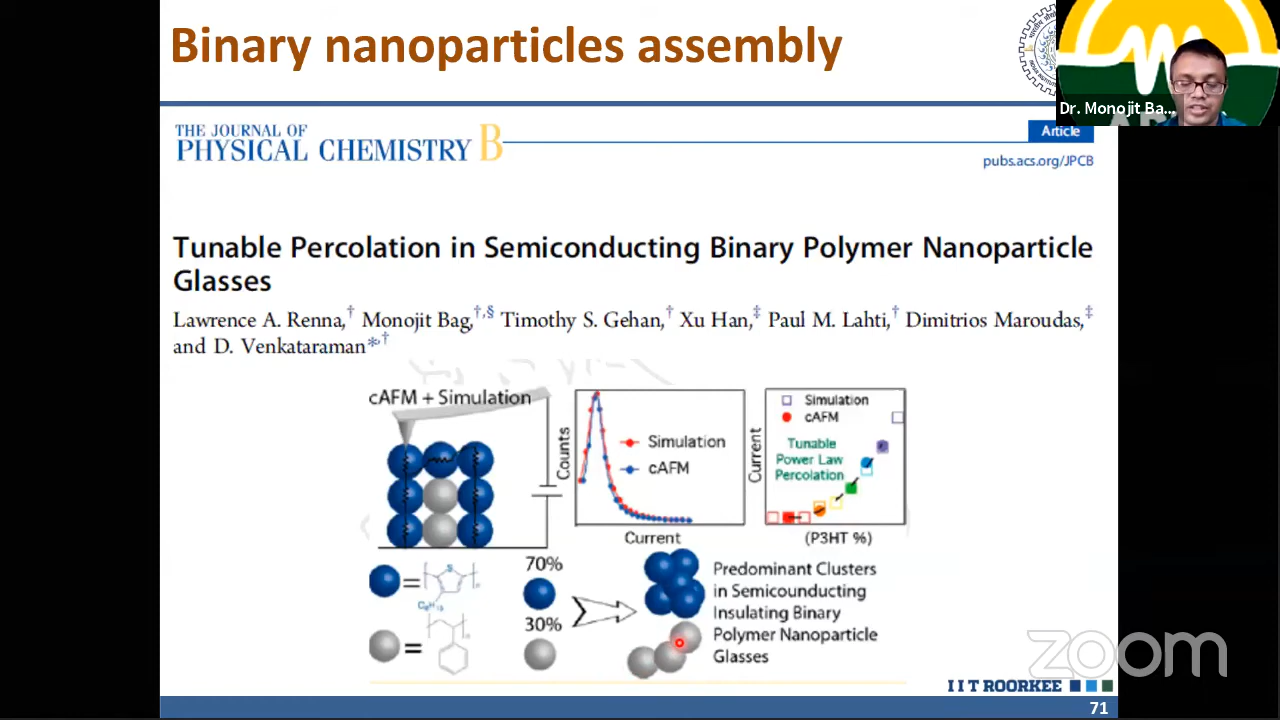 Binary nanoparticles assembly
Dr. Monojit Ba...
THE JOURNAL OF
PHYSICAL CHEMISTRY B
Article
pubs.acs.org/JPCB
Tunable Percolation in Semiconducting Binary Polymer Nanoparticle
Glasses
Lawrence A. Renna,† Monojit Bag,†,§ Timothy S. Gehan,† Xu Han,‡ Paul M. Lahti,† Dimitrios Maroudas,‡
and D. Venkataraman*,†
cAFM + Simulation
Counts
Simulation
cAFM
Current
Current
Simulation
cAFM
Tunable
Power Law
Percolation
(P3HT %)
=
S
n
C6H13
=
n
70%
30%
Predominant Clusters
in Semicounducting
Insulating Binary
Polymer Nanoparticle
Glasses
zoom
IIT ROORKEE
71